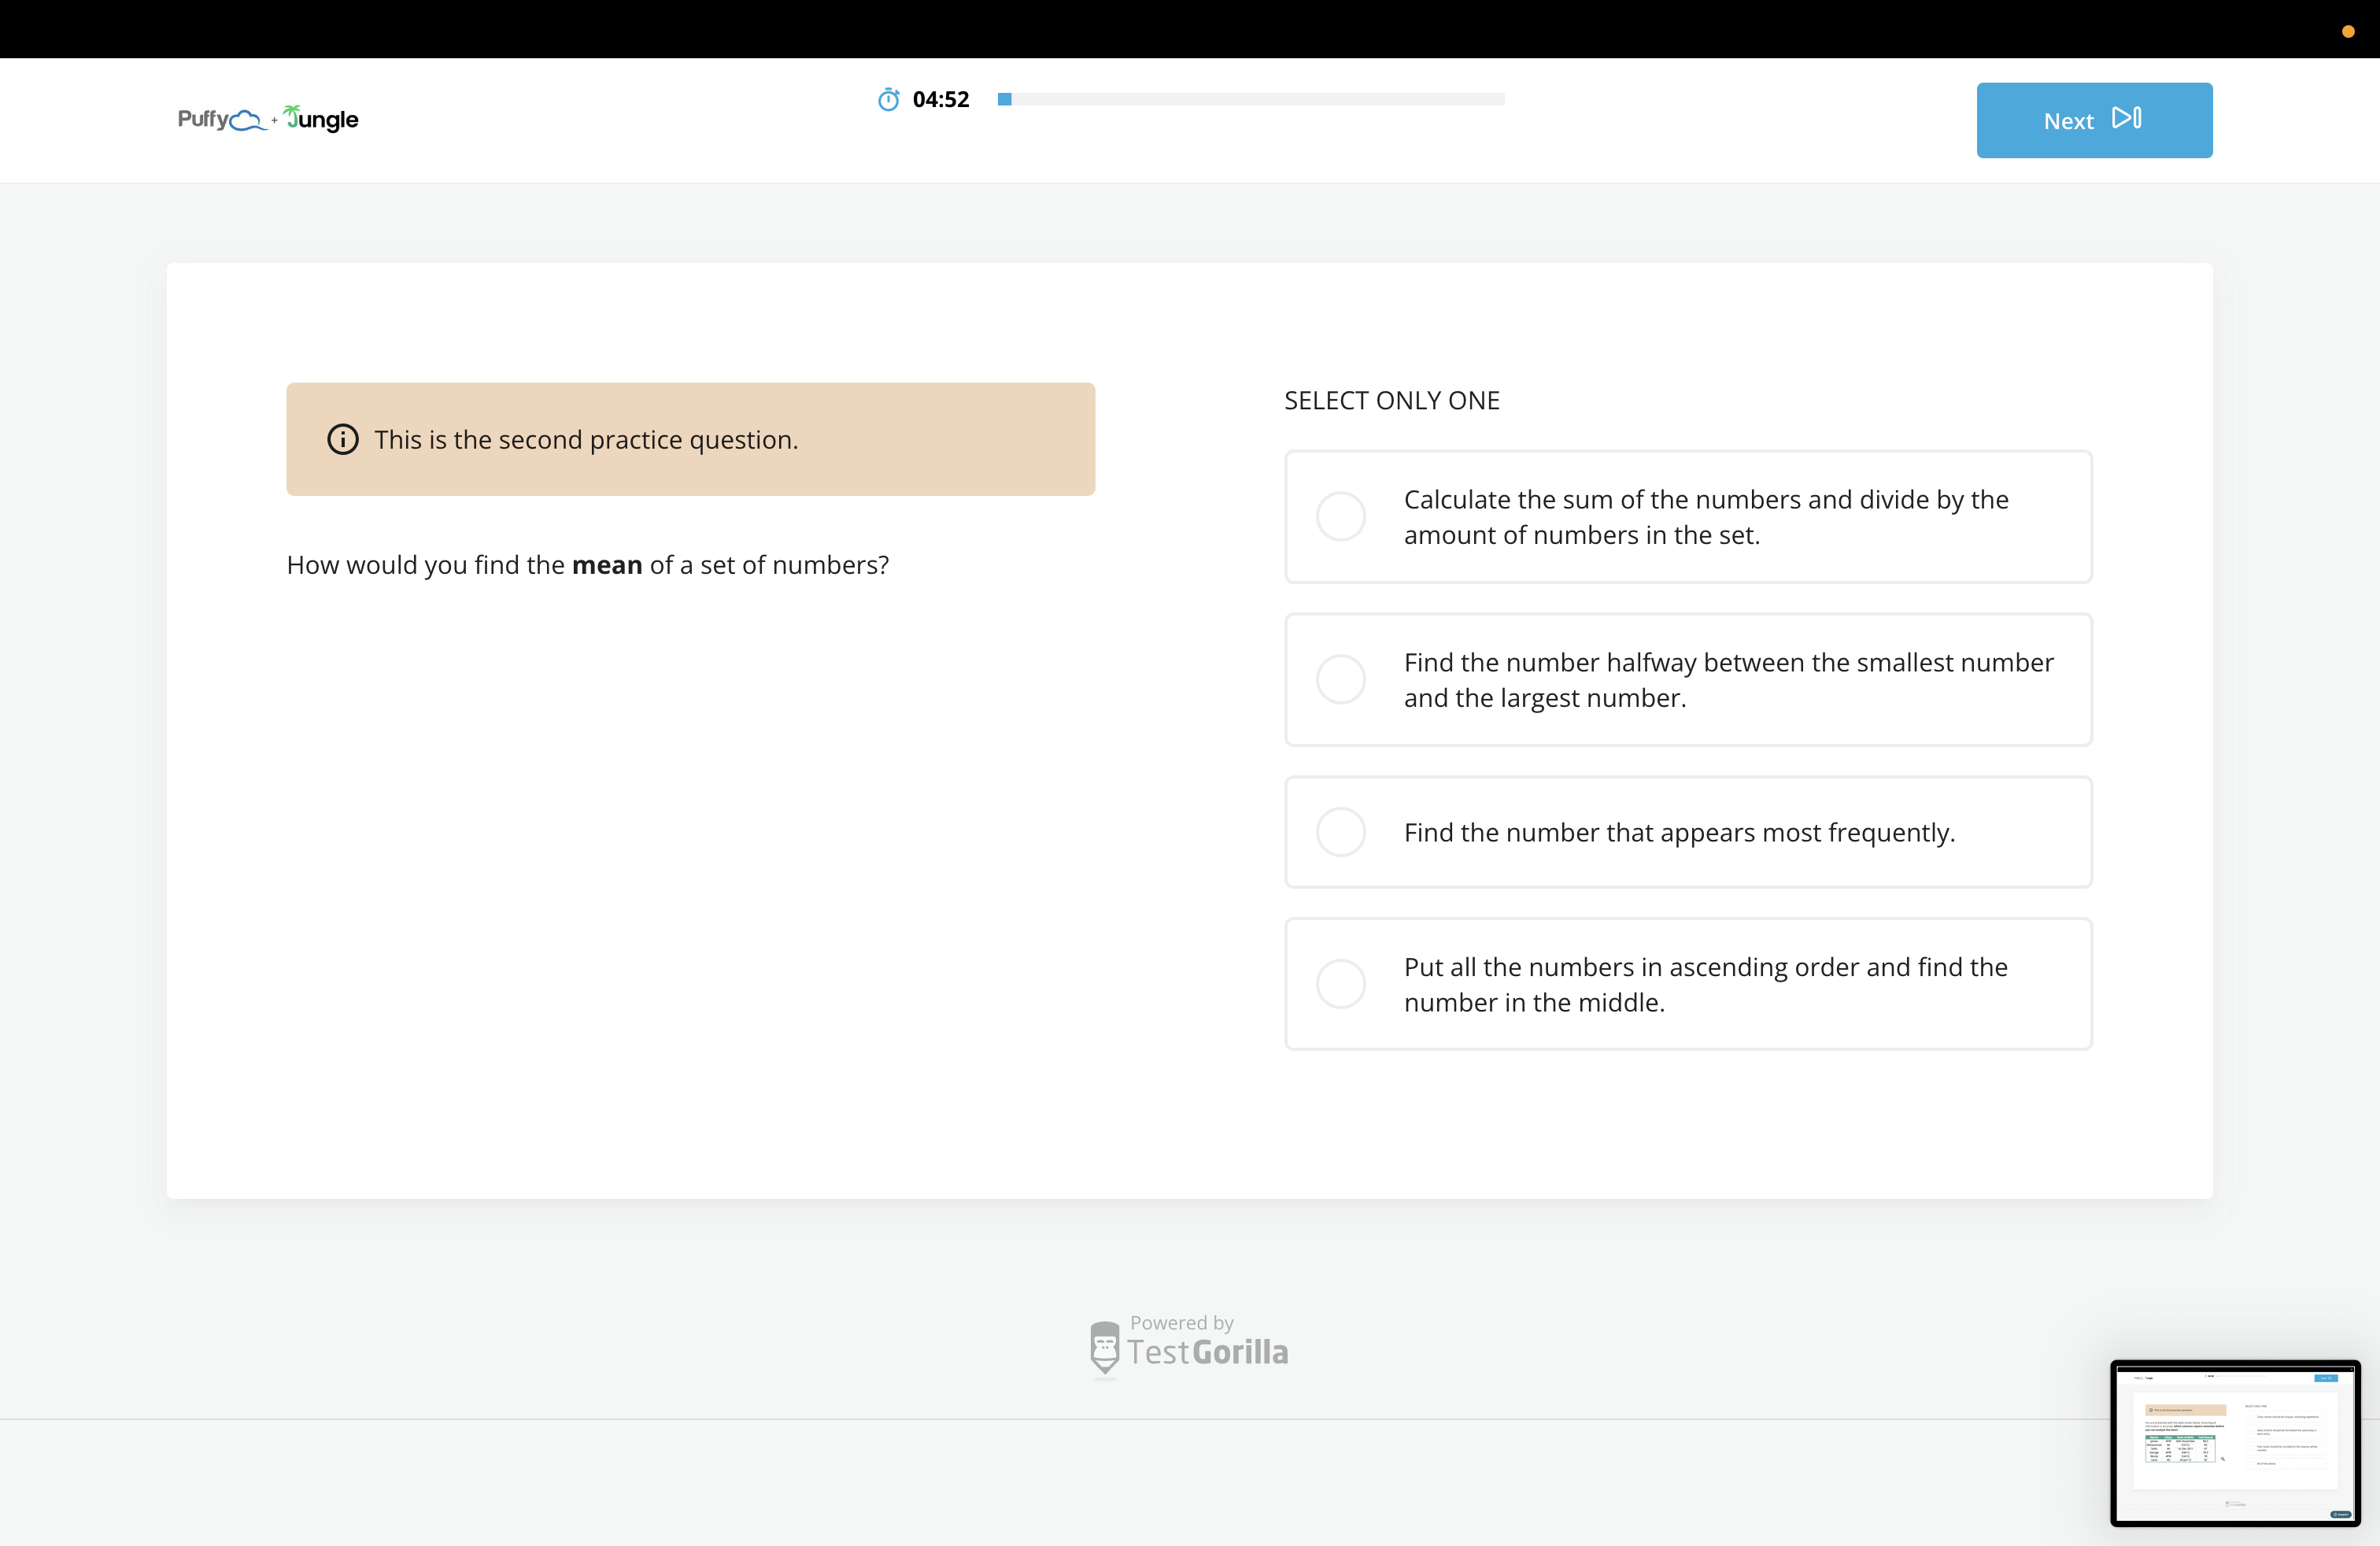 04:52
Puffy + Jungle
Next
This is the second practice question.
How would you find the mean of a set of numbers?
SELECT ONLY ONE
Calculate the sum of the numbers and divide by the
amount of numbers in the set.
Find the number halfway between the smallest number
and the largest number.
Find the number that appears most frequently.
Put all the numbers in ascending order and find the
number in the middle.
Powered by
TestGorilla